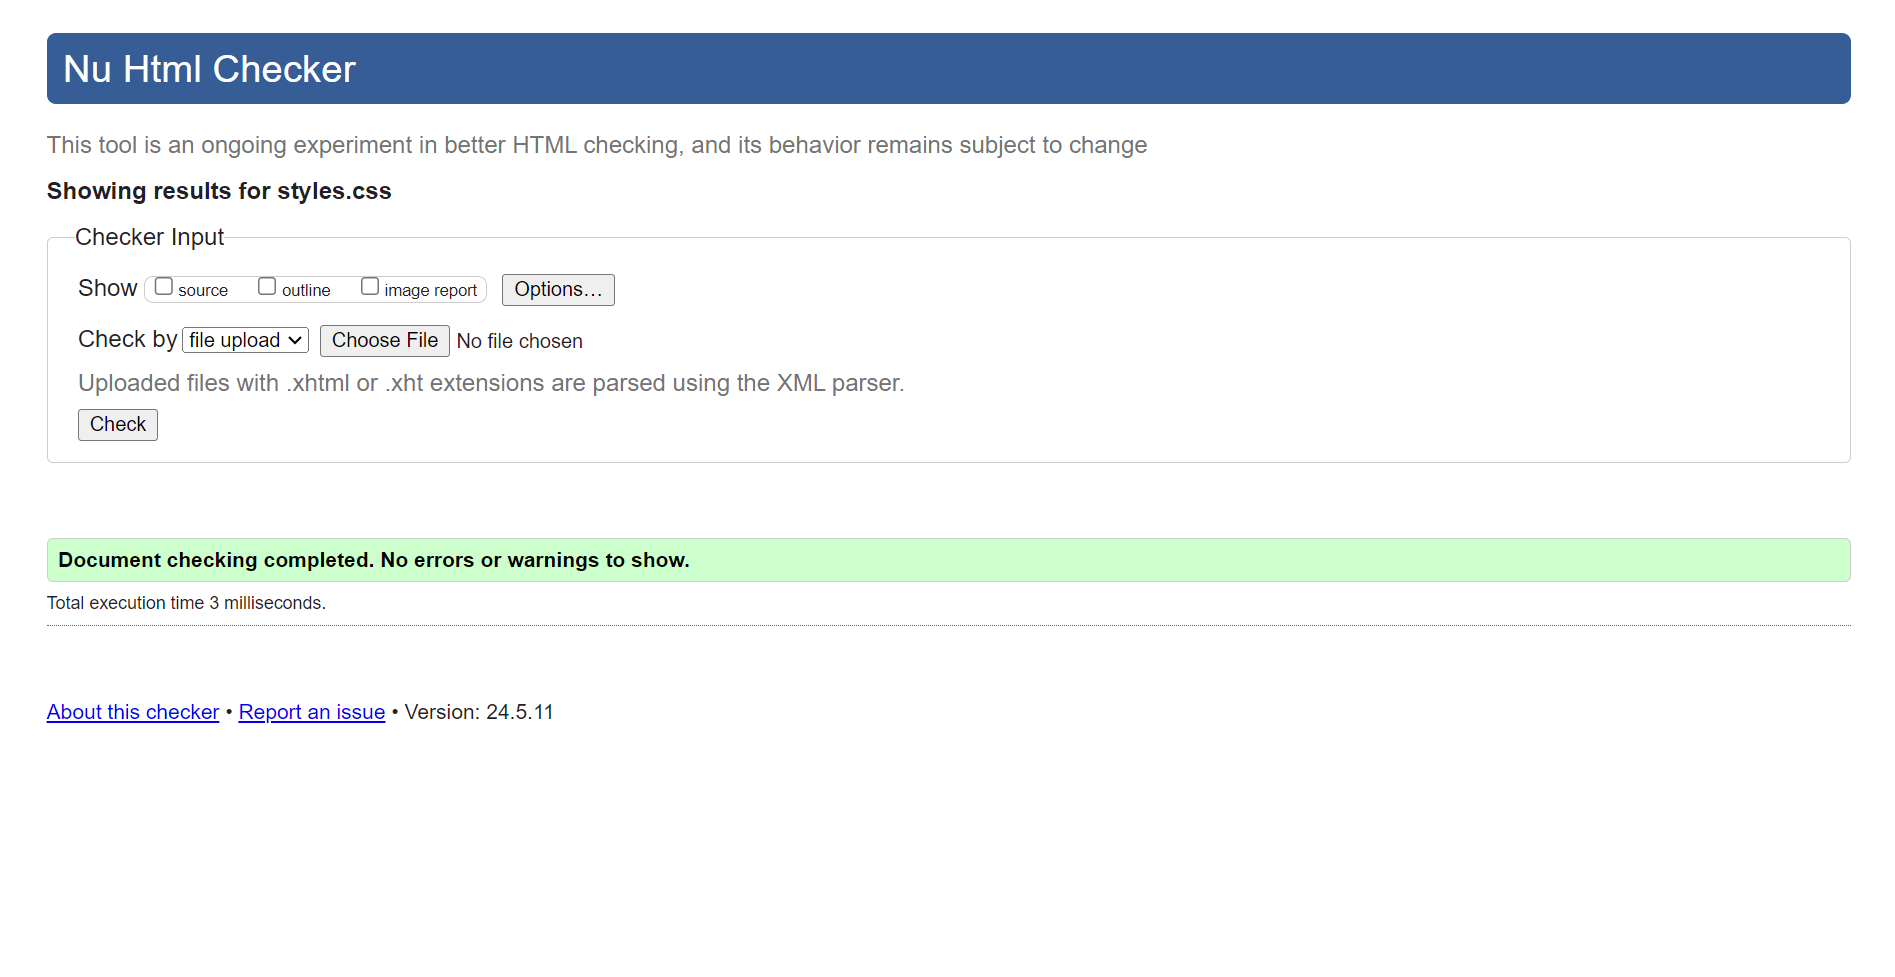 Nu Html Checker
This tool is an ongoing experiment in better HTML checking, and its behavior remains subject to change
Showing results for styles.css
Checker Input
Show source outline image report Options...
Check by file upload Choose File No file chosen
Uploaded files with .xhtml or .xht extensions are parsed using the XML parser.
Check
Document checking completed. No errors or warnings to show.
Total execution time 3 milliseconds.
About this checker • Report an issue • Version: 24.5.11